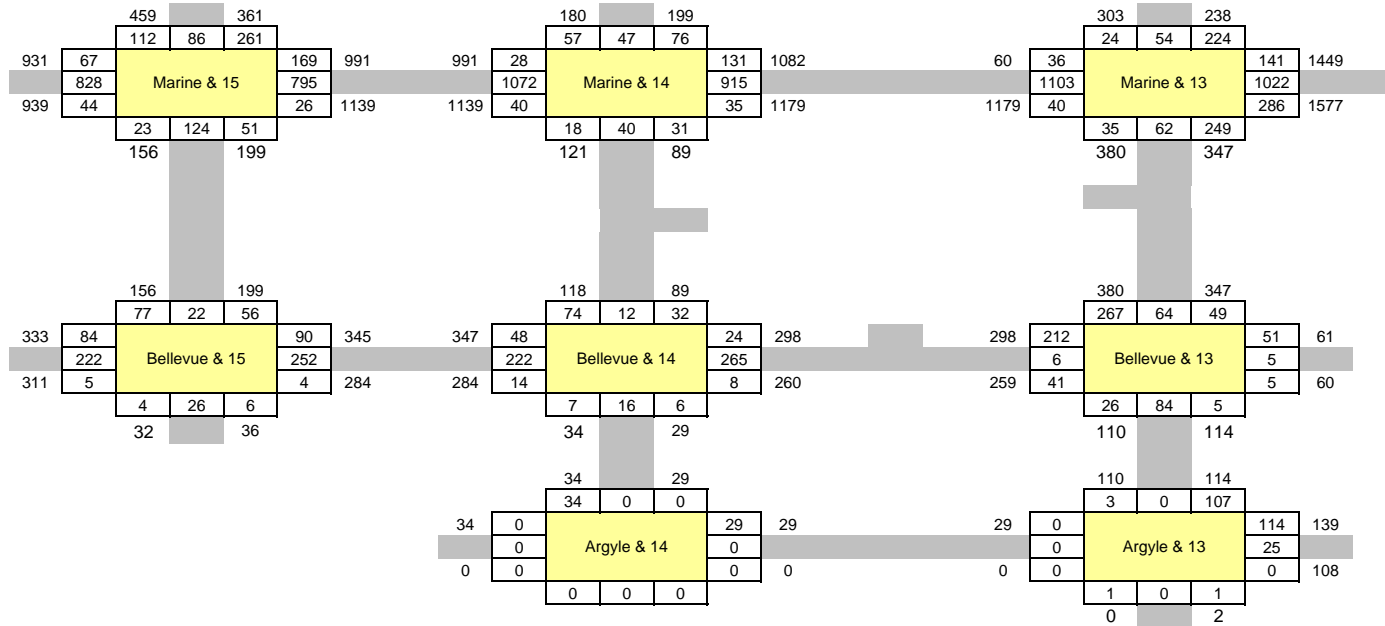 459 361 180 199 303 238
112 86 261 57 47 76 24 54 224
931 67 169 991 991 28 131 1082 60 36 141 1449
828 Marine & 15 795 1072 Marine & 14 915 1103 Marine & 13 1022
939 44 26 1139 1139 40 35 1179 1179 40 286 1577
23 124 51 18 40 31 35 62 249
156 199 121 89 380 347
156 199 118 89 380 347
77 22 56 74 12 32 267 64 49
333 84 90 345 347 48 24 298 298 212 51 61
222 Bellevue & 15 252 222 Bellevue & 14 265 6 Bellevue & 13 5
311 5 4 284 284 14 8 260 259 41 5 60
4 26 6 7 16 6 26 84 5
32 36 34 29 110 114
34 29 110 114
34 0 0 3 0 107
34 0 29 29 29 0 114 139
0 Argyle & 14 0 0 Argyle & 13 25
0 0 0 0 0 0 0 108
0 0 0 1 0 1
0 2